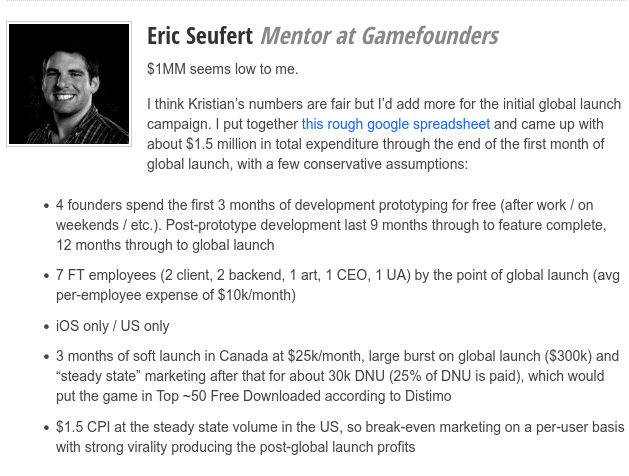 Eric Seufert Mentor at Gamefounders
$1MM seems low to me.
I think Kristian's numbers are fair but I'd add more for the initial global launch
campaign. I put together this rough google spreadsheet and came up with
about $1.5 million in total expenditure through the end of the first month of
global launch, with a few conservative assumptions:
• 4 founders spend the first 3 months of development prototyping for free (after work / on
weekends / etc.). Post-prototype development last 9 months through to feature complete,
12 months through to global launch
• 7 FT employees (2 client, 2 backend, 1 art, 1 CEO, 1 UA) by the point of global launch (avg
per-employee expense of $10k/month)
• iOS only / US only
• 3 months of soft launch in Canada at $25k/month, large burst on global launch ($300k) and
“steady state” marketing after that for about 30k DNU (25% of DNU is paid), which would
put the game in Top ~50 Free Downloaded according to Distimo
• $1.5 CPI at the steady state volume in the US, so break-even marketing on a per-user basis
with strong virality producing the post-global launch profits